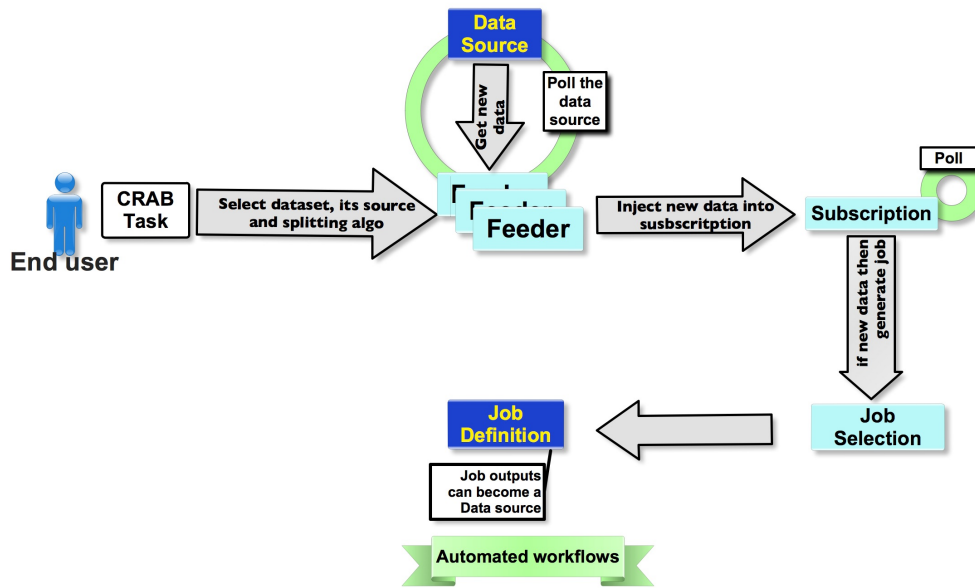 Data
Source
Poll the
data
source
Get new
data
Poll
CRAB
Task
Select dataset, its source
and splitting algo
Feeder
Feeder
Inject new data into
susbscritption
Subscription
End user
if new data then
generate job
Job
Definition
Job
Selection
Job outputs
can become a
Data source
Automated workflows